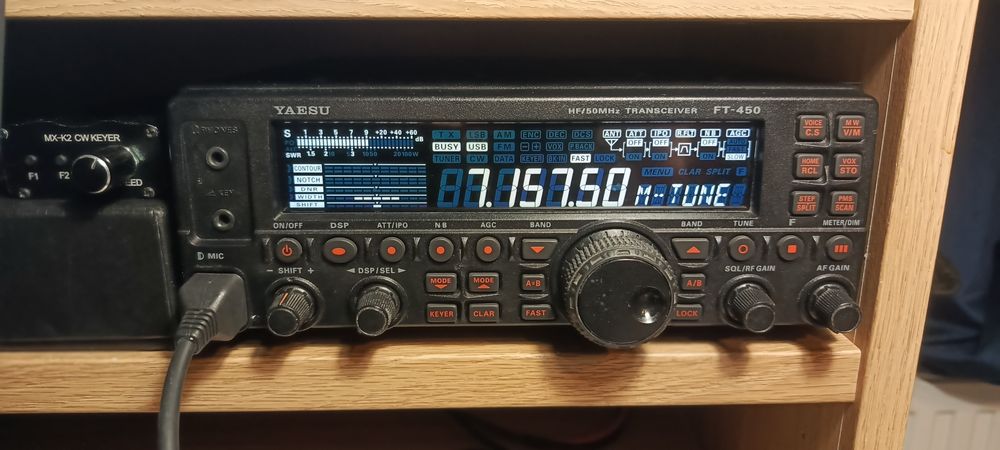 YAESU
HF/50MHz TRANSCEIVER FT-450
MX-K2 CW KEYER
F1 F2
PHONES
KEY
MIC
S 1 3 5 7 9 +20 +40 +60 dB
PO
SWR 1.5 2 3
CONTOUR
NOTCH
DNR
WIDTH
SHIFT
TX LSB AM ENC DEC DCS
BUSY USB FM -+ VOX P.BACK
TUNER CW DATA KEYER BK-IN FAST LOCK
ANT ATT IPO R.FLT NB AGC
OFF OFF OFF AUTO
ON ON ON FAST
SLOW
MENU CLAR SPLIT F
7.157.50 M-TUNE
VOICE C.S
MW V/M
HOME RCL
VOX STO
STEP SPLIT
PMS SCAN
ON/OFF DSP ATT/IPO NB AGC BAND BAND TUNE F METER/DIM
- SHIFT + ◄ DSP/SEL ► MODE MODE A=B A/B SQL/RF GAIN AF GAIN
KEYER CLAR FAST LOCK